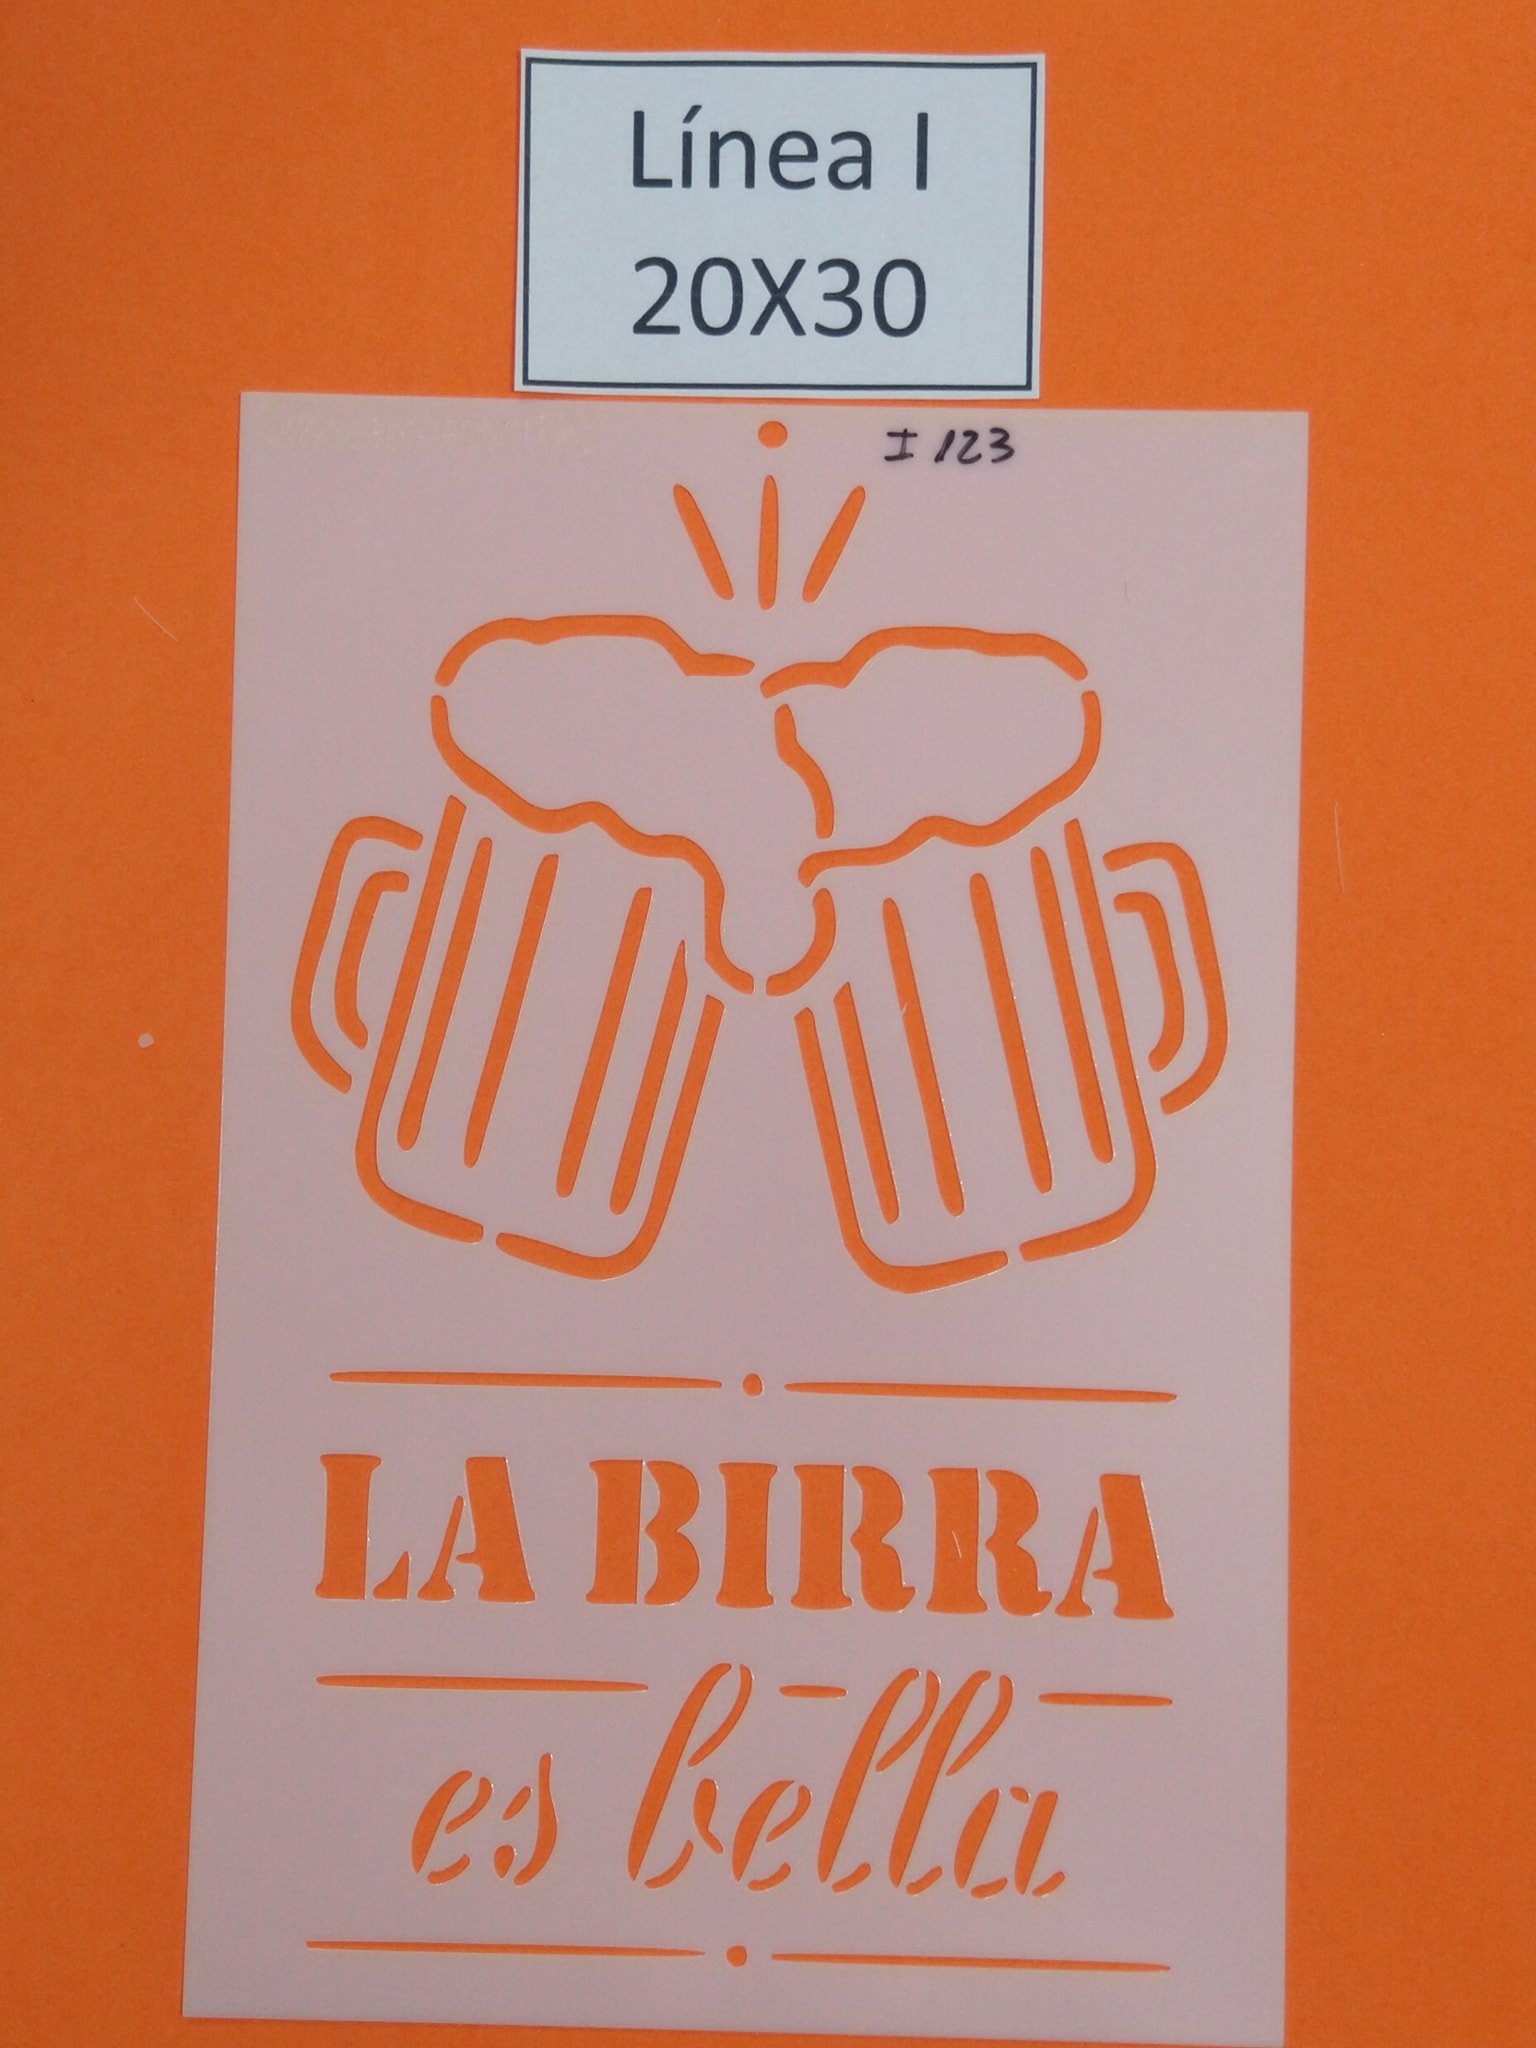 Línea I
20X30
I 123
LA BIRRA
es bella